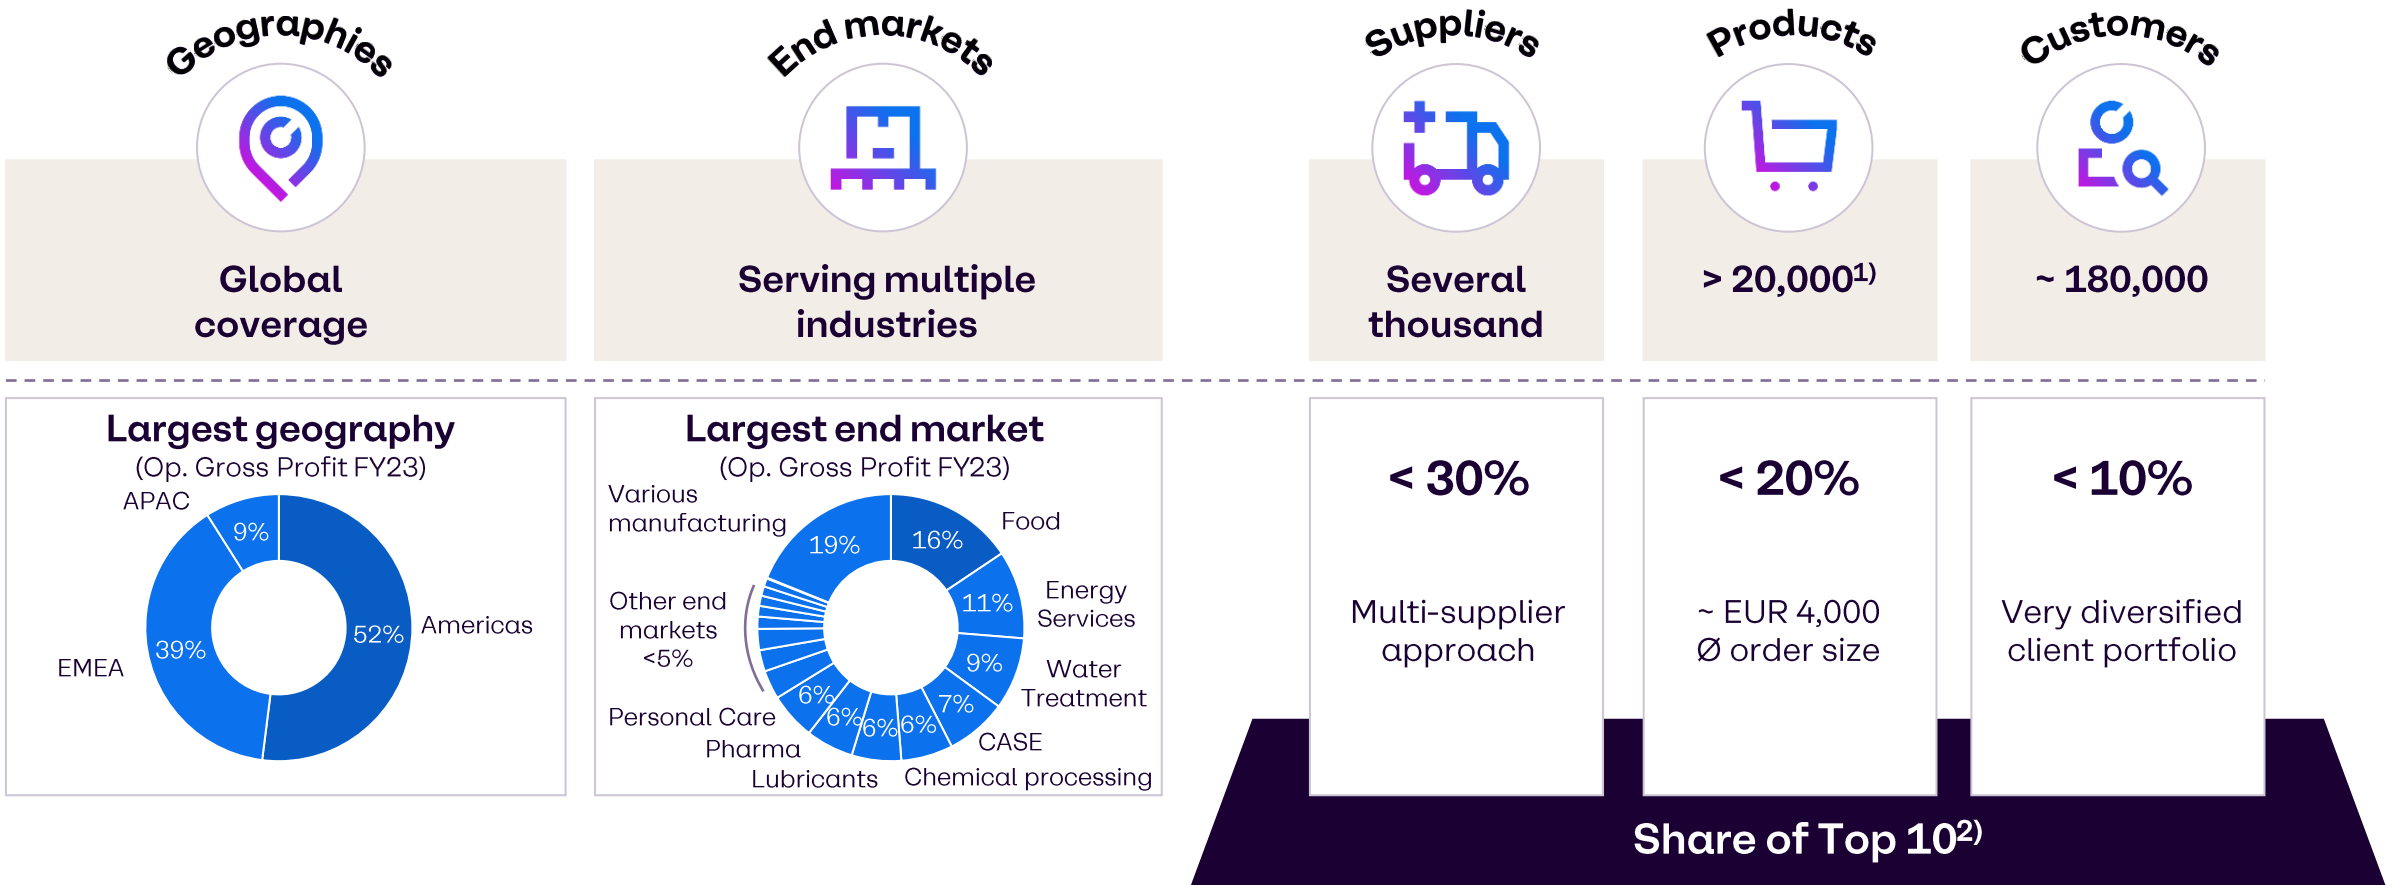 Geographies
End markets
Suppliers
Products
Customers
Global
coverage
Serving multiple
industries
Several
thousand
> 20,000¹⁾
~ 180,000
Largest geography
(Op. Gross Profit FY23)
APAC
9%
52%
Americas
39%
EMEA
Largest end market
(Op. Gross Profit FY23)
Various
manufacturing
19%
16%
Food
11%
Energy
Services
9%
Water
Treatment
7%
CASE
6%
Chemical processing
6%
Lubricants
6%
Pharma
6%
Personal Care
Other end
markets
<5%
< 30%
Multi-supplier
approach
< 20%
~ EUR 4,000
Ø order size
< 10%
Very diversified
client portfolio
Share of Top 10²⁾